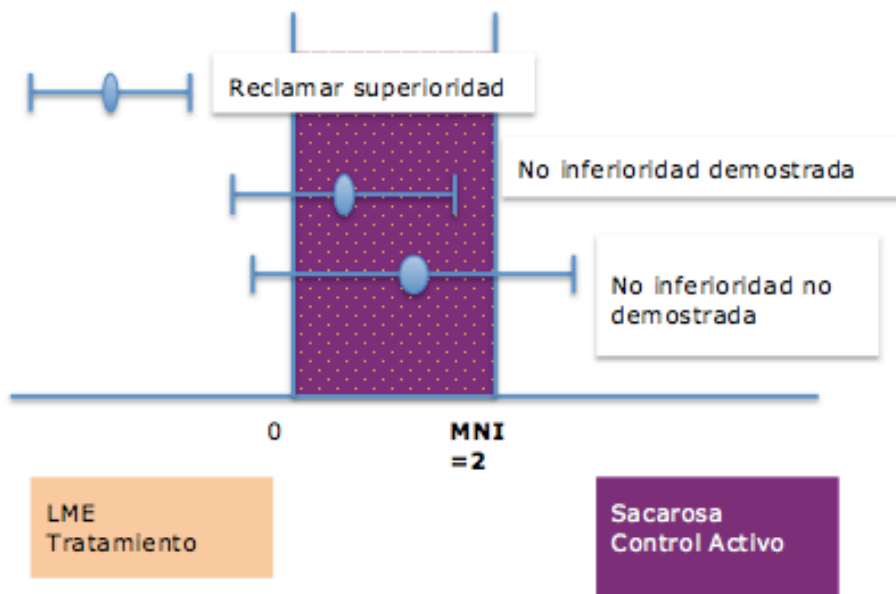 Reclamar superioridad
No inferioridad demostrada
No inferioridad no
demostrada
0
MNI
=2
LME
Tratamiento
Sacarosa
Control Activo